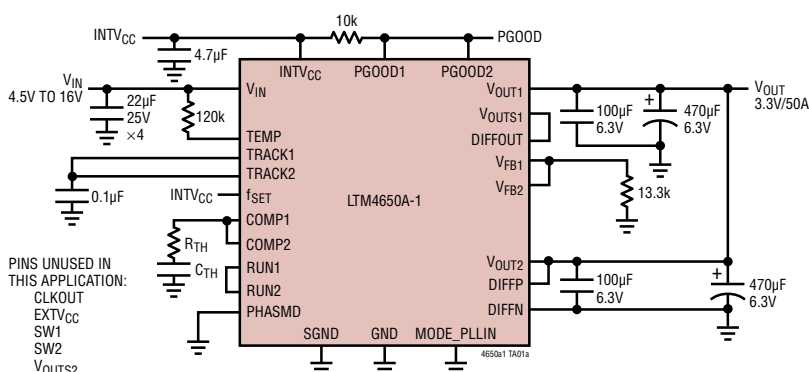 10k
INTVCC
PGOOD
4.7µF
INTVCC PGOOD1 PGOOD2
VIN
4.5V TO 16V
22µF
25V
×4
120k
VIN
TEMP
TRACK1
TRACK2
0.1µF
INTVCC
fSET
COMP1
COMP2
RTH
CTH
RUN1
RUN2
PHASMD
LTM4650A-1
SGND GND MODE_PLLIN
VOUT1
VOUTS1
DIFFOUT
VFB1
VFB2
VOUT2
DIFFP
DIFFN
100µF
6.3V
+
470µF
6.3V
VOUT
3.3V/50A
13.3k
100µF
6.3V
+
470µF
6.3V
4650a1 TA01a
PINS UNUSED IN
THIS APPLICATION:
CLKOUT
EXTVCC
SW1
SW2
VOUTS2